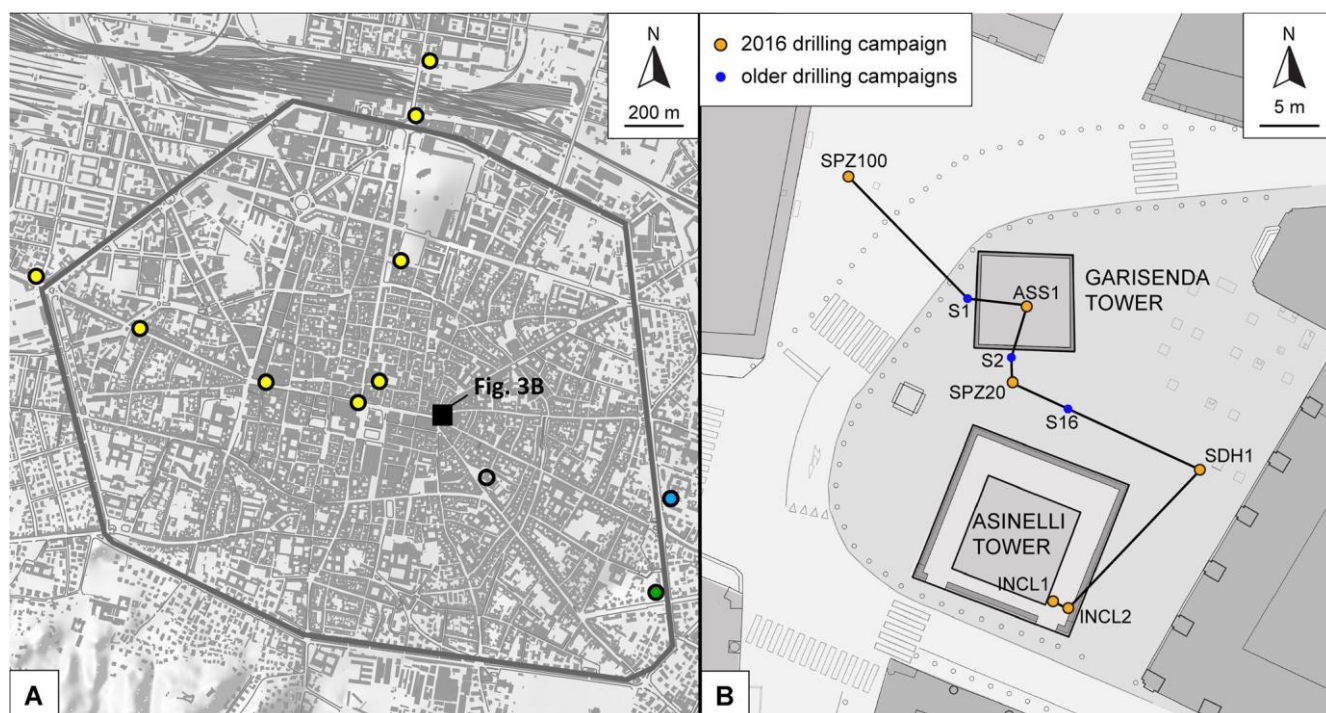 N
200 m
Fig. 3B
A
2016 drilling campaign
older drilling campaigns
N
5 m
SPZ100
S1
ASS1
GARISENDA
TOWER
S2
SPZ20
S16
SDH1
ASINELLI
TOWER
INCL1
INCL2
B